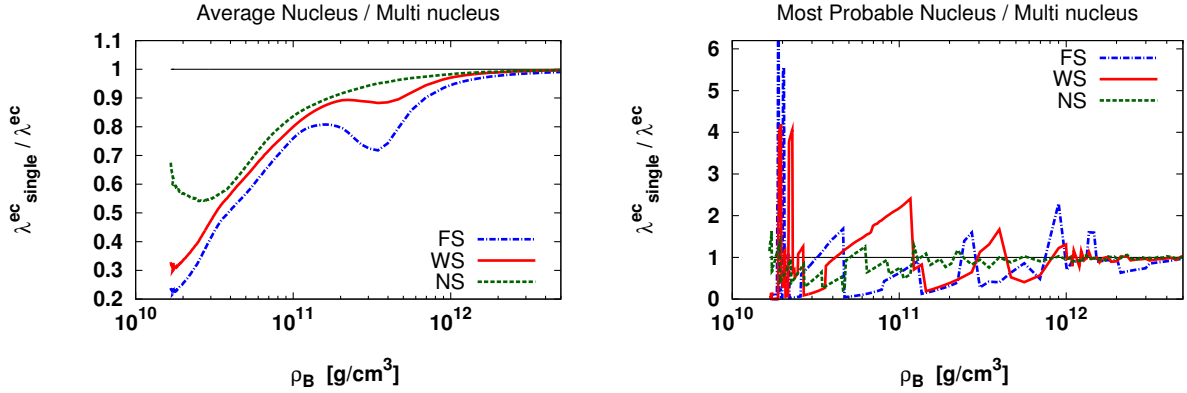 Average Nucleus / Multi nucleus
λ^ec_single / λ^ec
1.1
1
0.9
0.8
0.7
0.6
0.5
0.4
0.3
0.2
FS
WS
NS
10^10
10^11
10^12
ρ_B [g/cm^3]
Most Probable Nucleus / Multi nucleus
λ^ec_single / λ^ec
6
5
4
3
2
1
0
FS
WS
NS
10^10
10^11
10^12
ρ_B [g/cm^3]